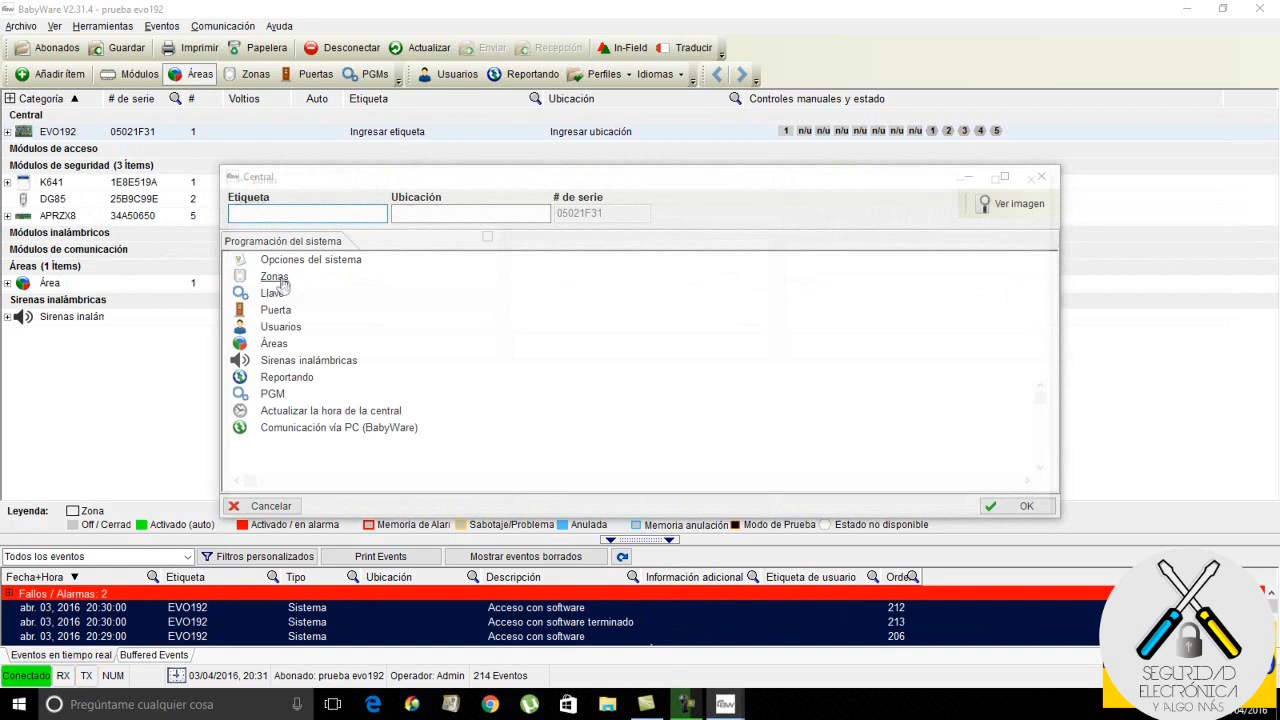 BabyWare V2.31.4 - prueba evo192
Archivo Ver Herramientas Eventos Comunicación Ayuda
Abonados Guardar Imprimir Papelera Desconectar Actualizar Enviar Recepción In-Field Traducir
Añadir ítem Módulos Áreas Zonas Puertas PGMs Usuarios Reportando Perfiles Idiomas
Categoría # de serie # Voltios Auto Etiqueta Ubicación Controles manuales y estado
Central
EVO192 05021F31 1 Ingresar etiqueta Ingresar ubicación 1 n/u n/u n/u n/u n/u n/u n/u 1 2 3 4 5
Módulos de acceso
Módulos de seguridad (3 Ítems)
K641 1E8E519A 1
DG85 25B9C99E 2
APRZX8 34A50650 5
Módulos inalámbricos
Módulos de comunicación
Áreas (1 Ítems)
Área 1
Sirenas inalámbricas
Sirenas inalán
Central
Etiqueta Ubicación # de serie
05021F31
Ver imagen
Programación del sistema
Opciones del sistema
Zonas
Llave
Puerta
Usuarios
Áreas
Sirenas inalámbricas
Reportando
PGM
Actualizar la hora de la central
Comunicación vía PC (BabyWare)
Cancelar OK
Leyenda: Zona
Off / Cerrad Activado (auto) Activado / en alarma Memoria de Alari Sabotaje/Problema Anulada Memoria anulación Modo de Prueba Estado no disponible
Todos los eventos Filtros personalizados Print Events Mostrar eventos borrados
Fecha+Hora Etiqueta Tipo Ubicación Descripción Información adicional Etiqueta de usuario Orde
Fallos / Alarmas: 2
abr. 03, 2016 20:30:00 EVO192 Sistema Acceso con software 212
abr. 03, 2016 20:30:00 EVO192 Sistema Acceso con software terminado 213
abr. 03, 2016 20:29:00 EVO192 Sistema Acceso con software 206
Eventos en tiempo real Buffered Events
Conectado RX TX NUM 03/04/2016, 20:31 Abonado: prueba evo192 Operador: Admin 214 Eventos
Pregúntame cualquier cosa
SEGURIDAD
ELECTRÓNICA
Y ALGO MÁS